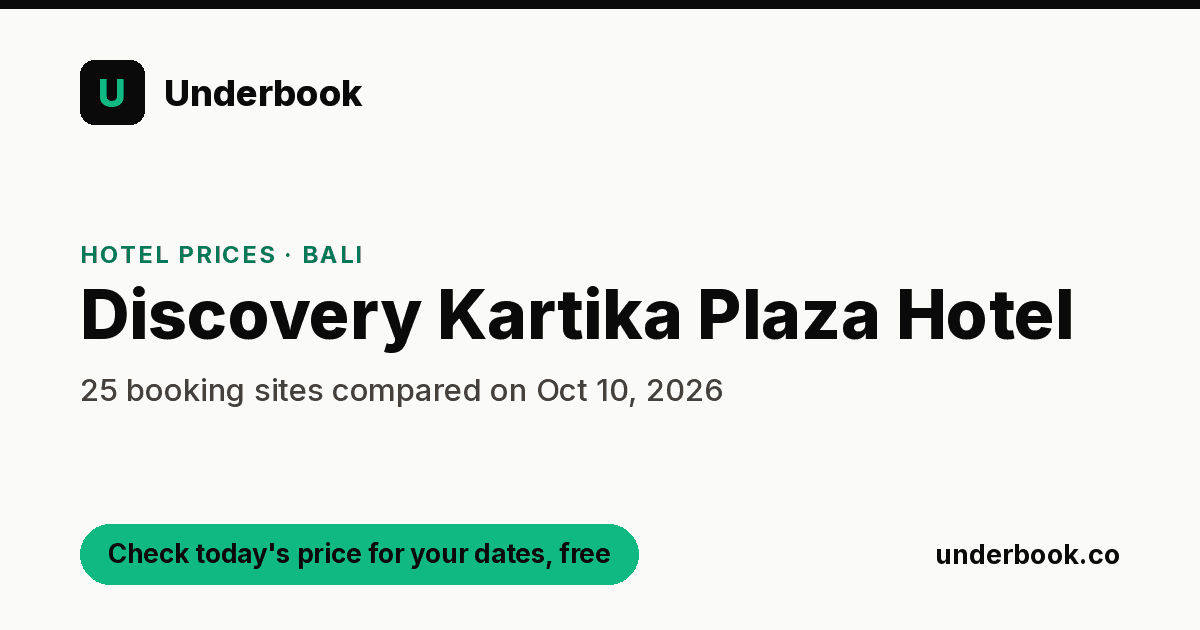 U Underbook
HOTEL PRICES · BALI
Discovery Kartika Plaza Hotel
25 booking sites compared on Oct 10, 2026
Check today's price for your dates, free
underbook.co